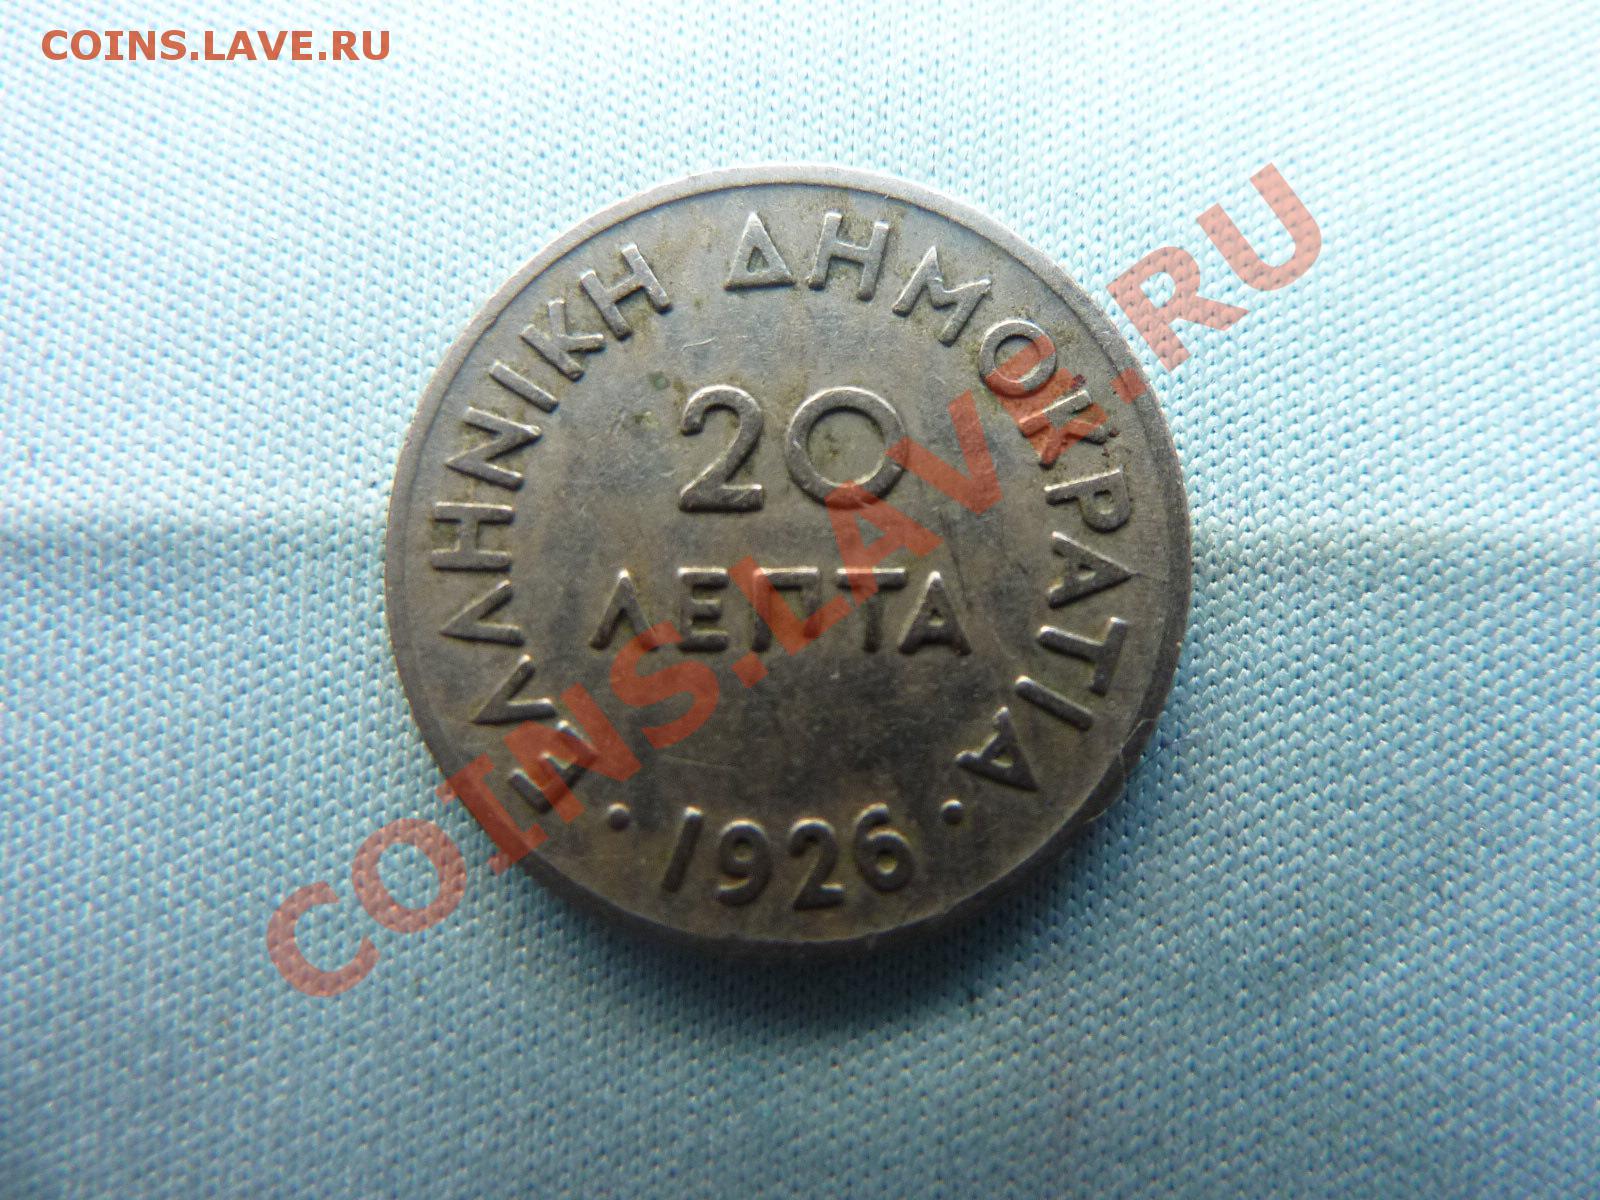 COINS.LAVE.RU
ΕΛΛΗΝΙΚΗ ΔΗΜΟΚΡΑΤΙΑ
20
ΛΕΠΤΑ
· 1926 ·
COINS.LAVE.RU